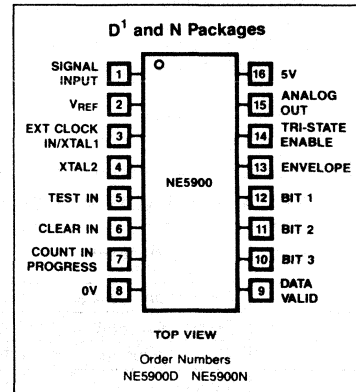 D¹ and N Packages
SIGNAL
INPUT
1
16
5V
VREF
2
15
ANALOG
OUT
EXT CLOCK
IN/XTAL1
3
14
TRI-STATE
ENABLE
XTAL2
4
13
ENVELOPE
NE5900
TEST IN
5
12
BIT 1
CLEAR IN
6
11
BIT 2
COUNT IN
PROGRESS
7
10
BIT 3
0V
8
9
DATA
VALID
TOP VIEW
Order Numbers
NE5900D NE5900N